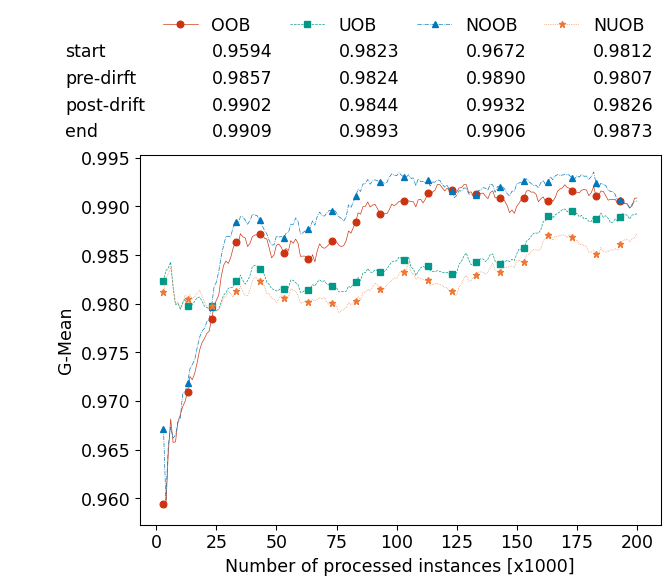 OOB UOB NOOB NUOB
start 0.9594 0.9823 0.9672 0.9812
pre-dirft 0.9857 0.9824 0.9890 0.9807
post-drift 0.9902 0.9844 0.9932 0.9826
end 0.9909 0.9893 0.9906 0.9873
0.995
0.990
0.985
0.980
0.975
0.970
0.965
0.960
G-Mean
0 25 50 75 100 125 150 175 200
Number of processed instances [x1000]